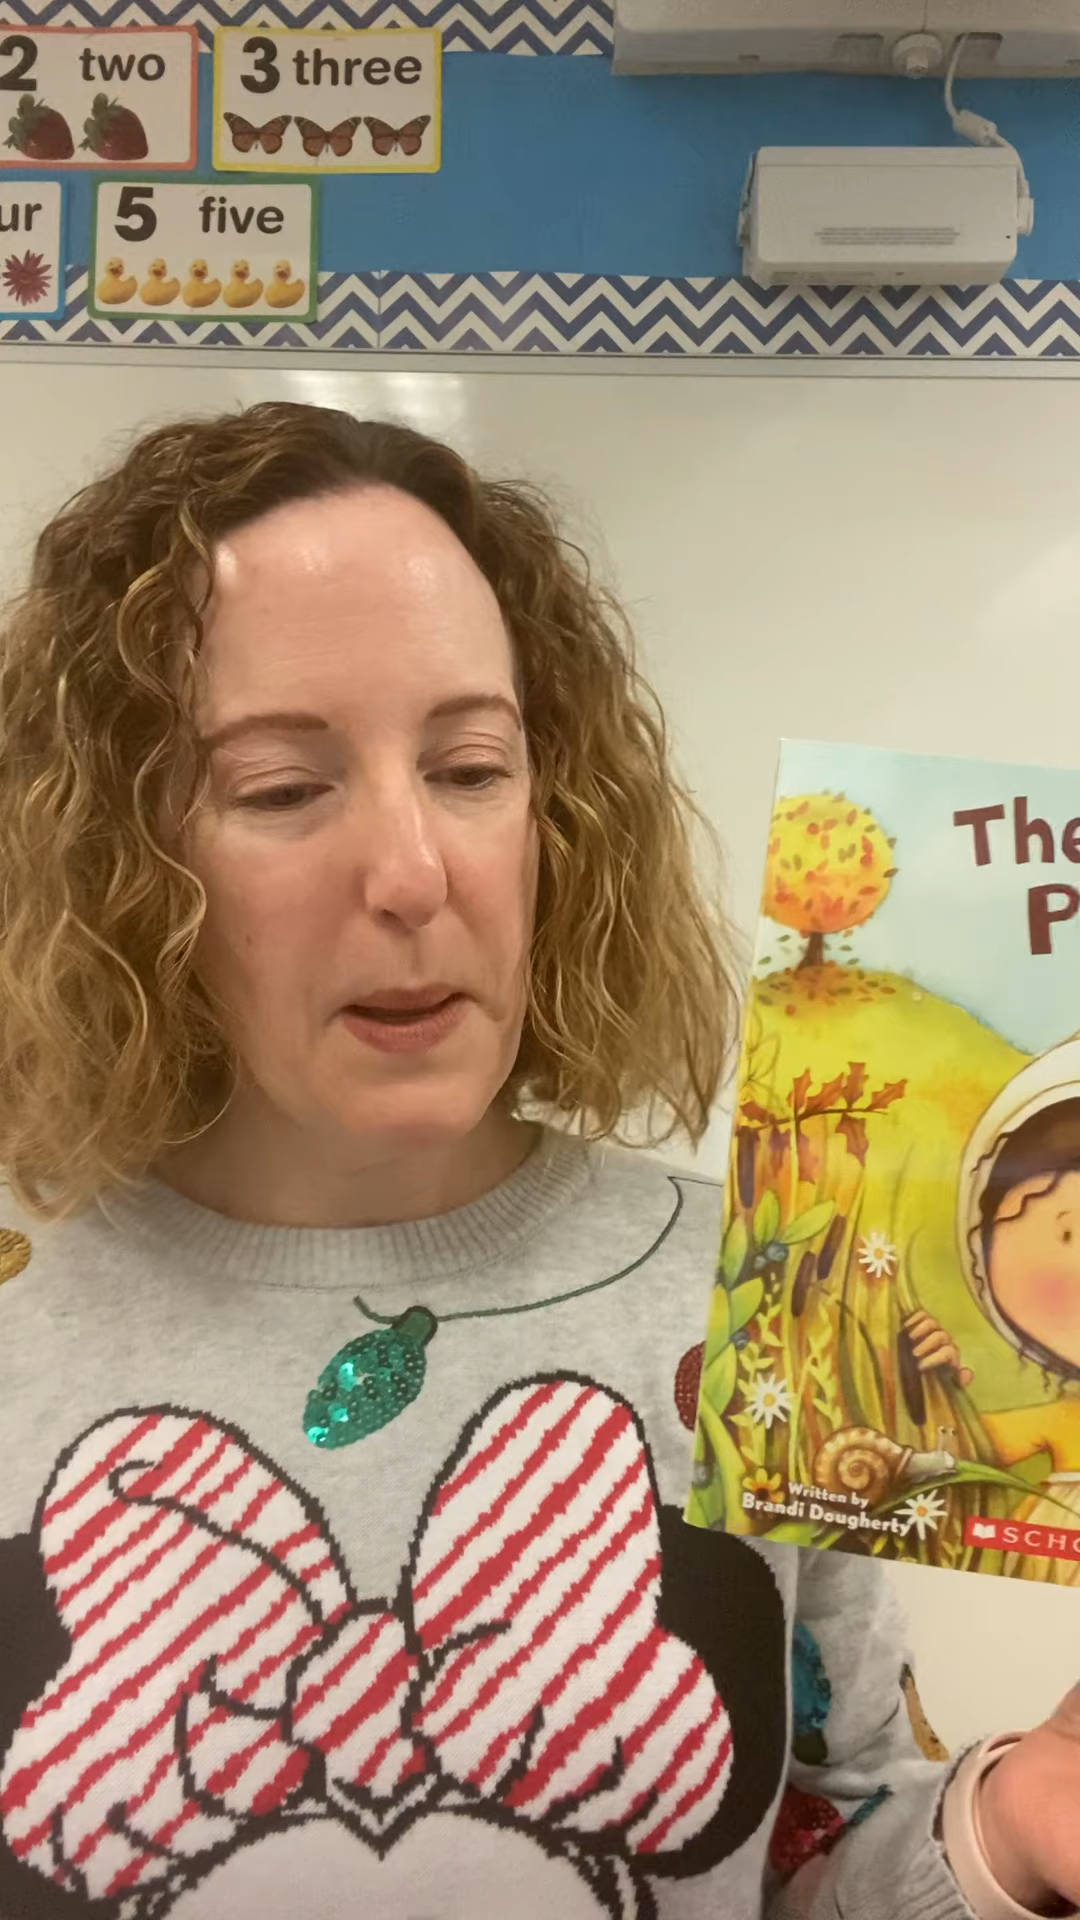 2 two
3 three
ur
5 five
The
P
Written by
Brandi Dougherty
SCHO